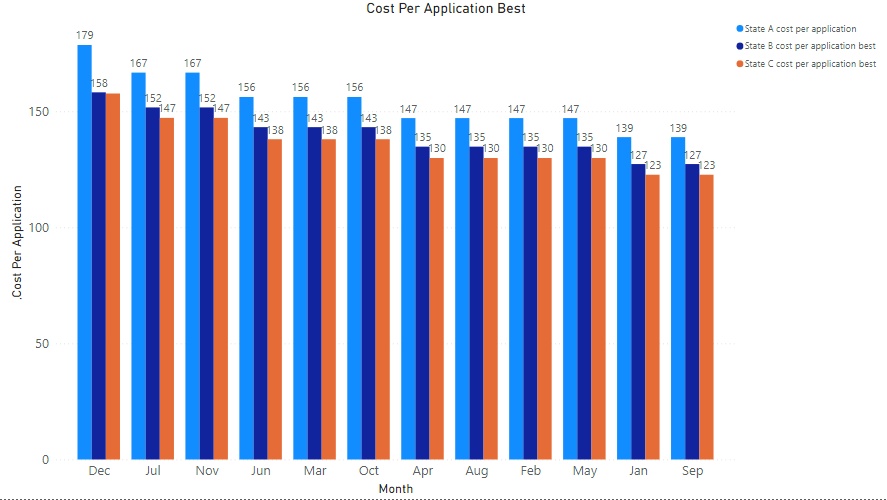 Cost Per Application Best
State A cost per application
State B cost per application best
State C cost per application best
.Cost Per Application
150
100
50
0
179 158
167 152 147
167 152 147
156 143 138
156 143 138
156 143 138
147 135 130
147 135 130
147 135 130
147 135 130
139 127 123
139 127 123
Dec Jul Nov Jun Mar Oct Apr Aug Feb May Jan Sep
Month